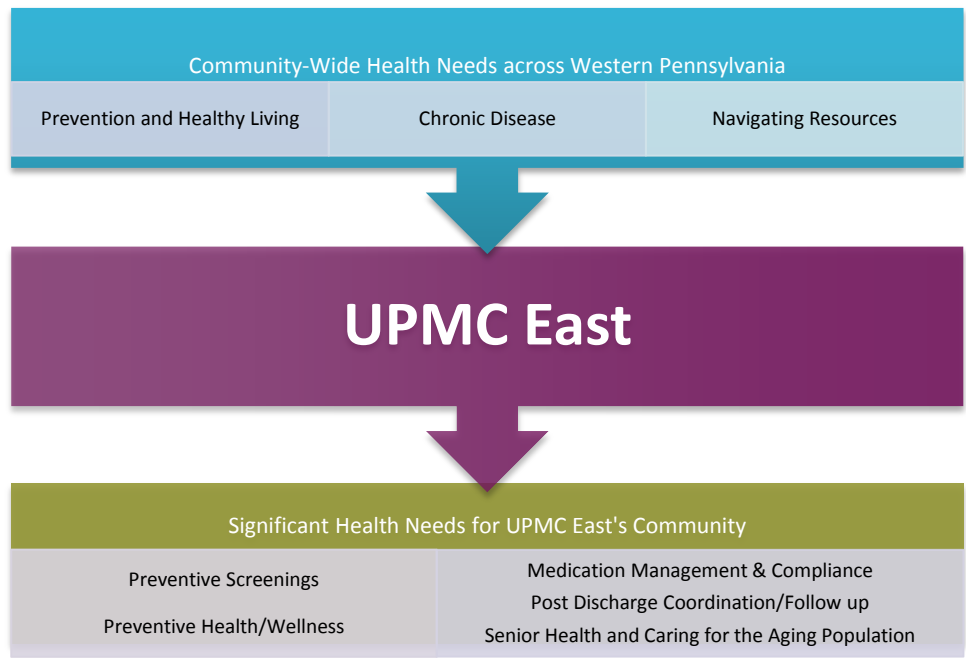 Community-Wide Health Needs across Western Pennsylvania
Prevention and Healthy Living
Chronic Disease
Navigating Resources
UPMC East
Significant Health Needs for UPMC East's Community
Preventive Screenings
Preventive Health/Wellness
Medication Management & Compliance
Post Discharge Coordination/Follow up
Senior Health and Caring for the Aging Population